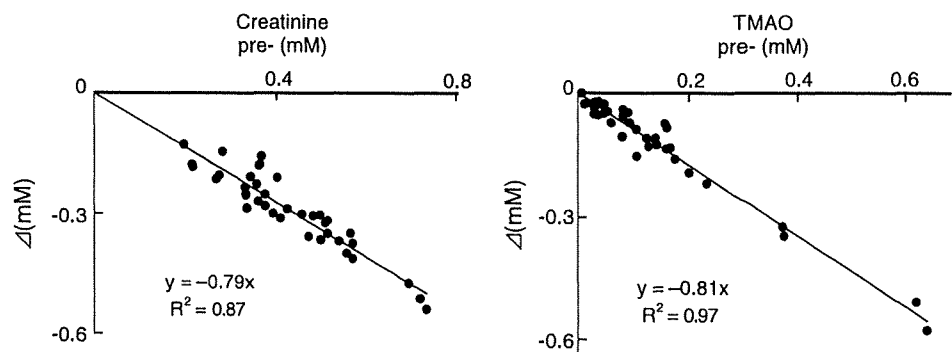 Creatinine
pre- (mM)
0
0.4
0.8
-0.3
-0.6
⊿(mM)
y = −0.79x
R² = 0.87
TMAO
pre- (mM)
0
0.2
0.4
0.6
-0.3
-0.6
⊿(mM)
y = −0.81x
R² = 0.97